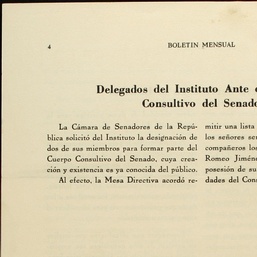 4
BOLETIN MENSUAL
Delegados del Instituto Ante
Consultivo del Senado
La Cámara de Senadores de la Repú-
blica solicitó del Instituto la designación de
dos de sus miembros para formar parte del
Cuerpo Consultivo del Senado, cuya crea-
ción y existencia es ya conocida del público.
Al efecto, la Mesa Directiva acordó re-
mitir una lista
los señores
compañeros los
Romeo Jiméne
posesión de su
dades del Cons